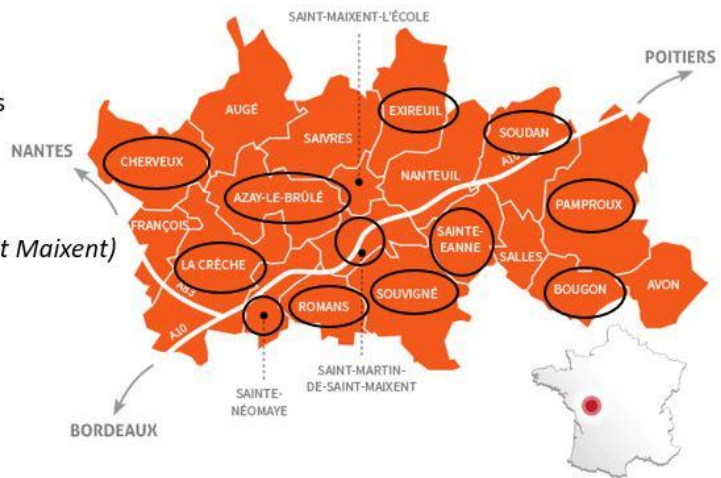 SAINT-MAIXENT-L'ÉCOLE
POITIERS
s
AUGÉ
EXIREUIL
SOUDAN
SAIVRES
A10
NANTES
CHERVEUX
NANTEUIL
AZAY-LE-BRÛLÉ
PAMPROUX
FRANÇOIS
SAINTE-
EANNE
t Maixent)
SALLES
LA CRÈCHE
SOUVIGNÉ
BOUGON
AVON
A83
ROMANS
A10
SAINT-MARTIN-
DE-SAINT-MAIXENT
SAINTE-
NÉOMAYE
BORDEAUX